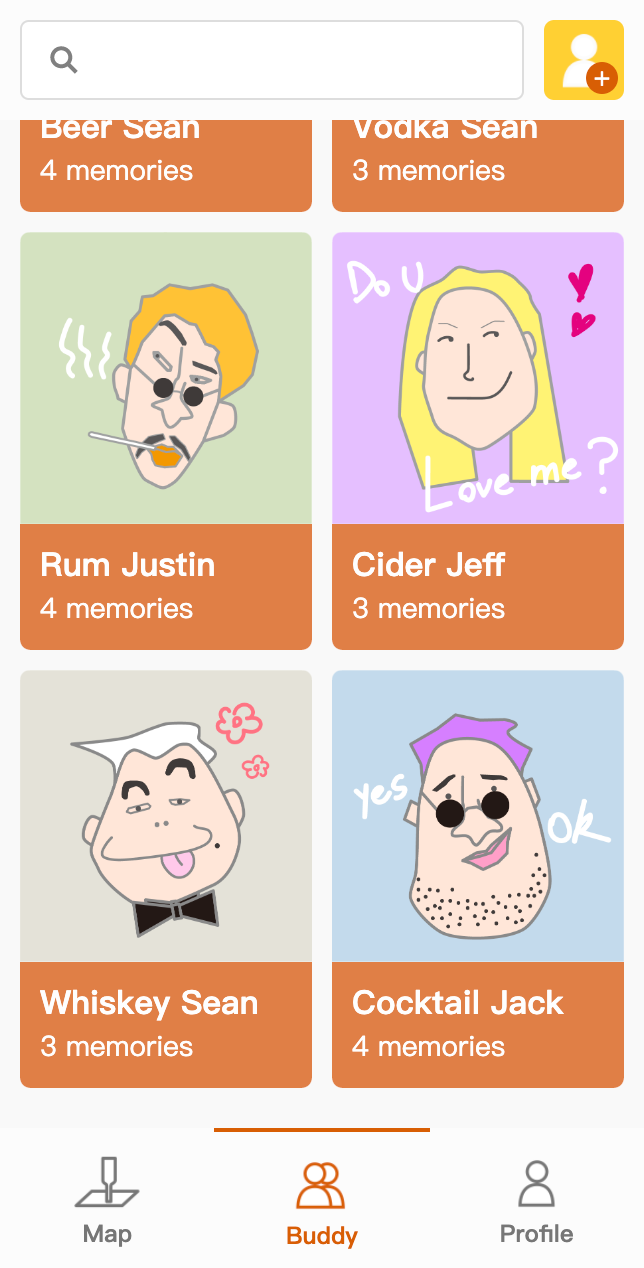 Beer Sean
Vodka Sean
4 memories
3 memories
Do U
Love me?
Rum Justin
4 memories
Cider Jeff
3 memories
yes
ok
Whiskey Sean
3 memories
Cocktail Jack
4 memories
Map
Buddy
Profile